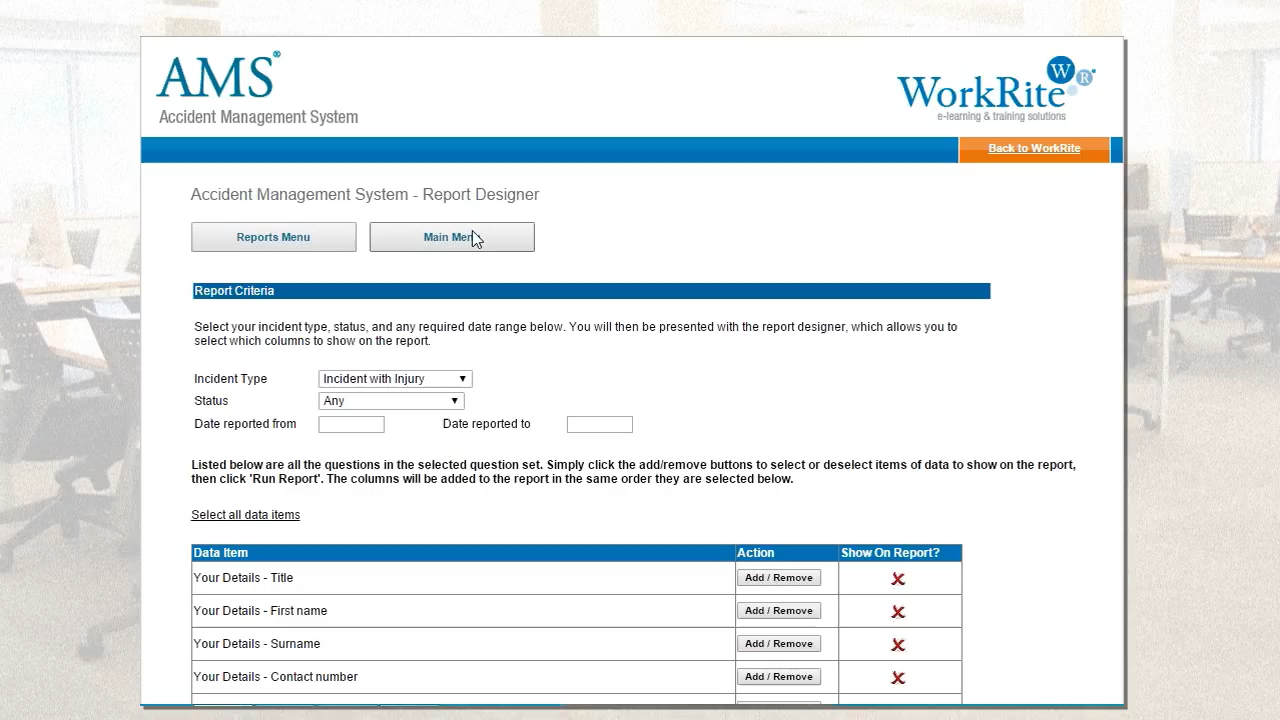 AMS®
Accident Management System
WorkRite
W R
e-learning & training solutions
Back to WorkRite
Accident Management System - Report Designer
Reports Menu Main Menu
Report Criteria
Select your incident type, status, and any required date range below. You will then be presented with the report designer, which allows you to
select which columns to show on the report.
Incident Type Incident with Injury
Status Any
Date reported from Date reported to
Listed below are all the questions in the selected question set. Simply click the add/remove buttons to select or deselect items of data to show on the report,
then click 'Run Report'. The columns will be added to the report in the same order they are selected below.
Select all data items
Data Item Action Show On Report?
Your Details - Title Add / Remove
Your Details - First name Add / Remove
Your Details - Surname Add / Remove
Your Details - Contact number Add / Remove